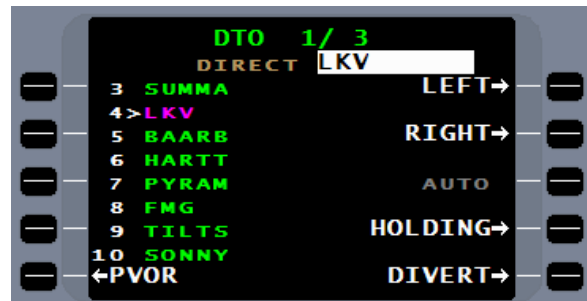 DTO 1/ 3
DIRECT LKV
3 SUMMA LEFT→
4>LKV
5 BAARB RIGHT→
6 HARTT
7 PYRAM AUTO
8 FMG
9 TILTS HOLDING→
10 SONNY
←PVOR DIVERT→